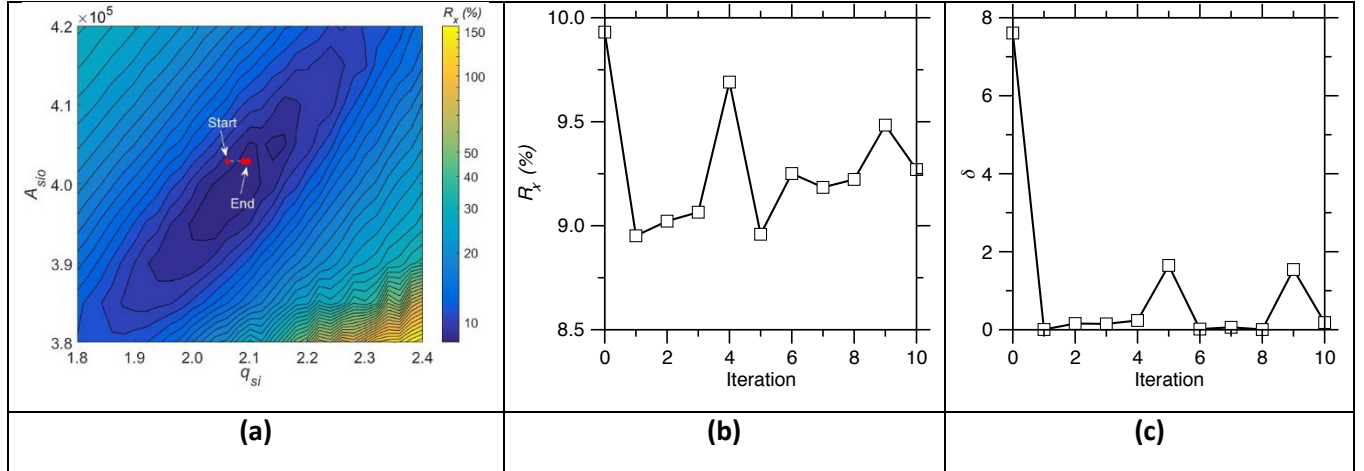 4.2 ×10⁵
4.1
4.0
3.9
3.8
A_sio
1.8 1.9 2.0 2.1 2.2 2.3 2.4
q_si
Start
End
R_x (%)
150
100
50
40
30
20
10
10.0
9.5
9.0
8.5
R_x (%)
0 2 4 6 8 10
Iteration
8
6
4
2
0
δ
0 2 4 6 8 10
Iteration
(a) (b) (c)